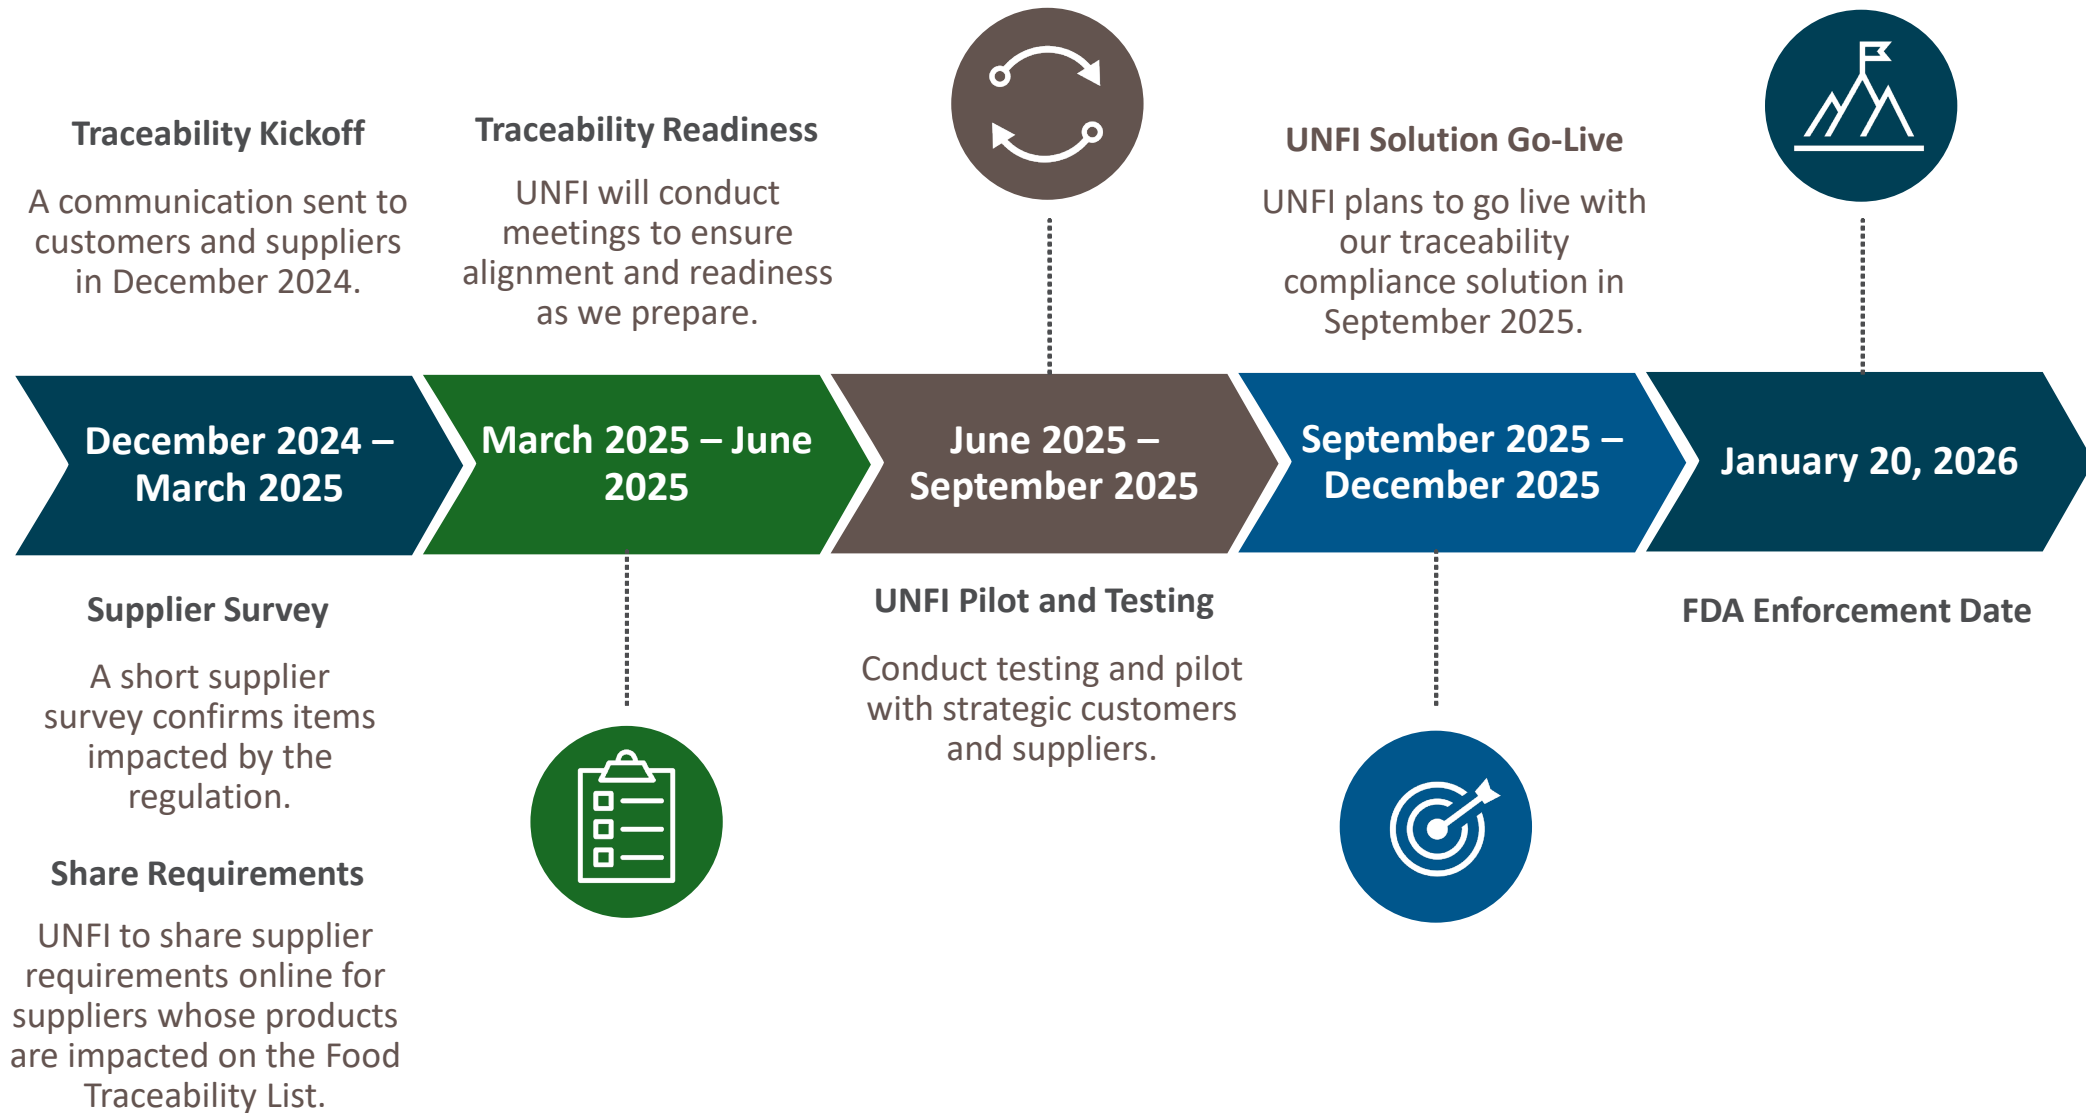 Traceability Kickoff
A communication sent to
customers and suppliers
in December 2024.
Traceability Readiness
UNFI will conduct
meetings to ensure
alignment and readiness
as we prepare.
UNFI Solution Go-Live
UNFI plans to go live with
our traceability
compliance solution in
September 2025.
December 2024 –
March 2025
March 2025 – June
2025
June 2025 –
September 2025
September 2025 –
December 2025
January 20, 2026
Supplier Survey
A short supplier
survey confirms items
impacted by the
regulation.
Share Requirements
UNFI to share supplier
requirements online for
suppliers whose products
are impacted on the Food
Traceability List.
UNFI Pilot and Testing
Conduct testing and pilot
with strategic customers
and suppliers.
FDA Enforcement Date